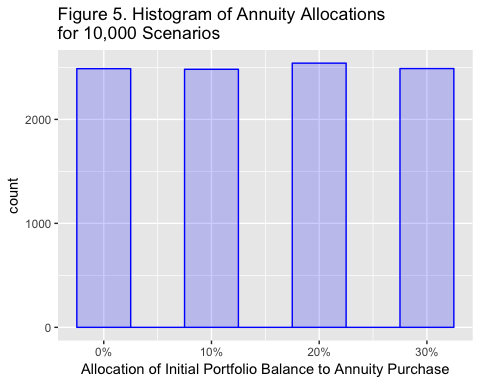 Figure 5. Histogram of Annuity Allocations
for 10,000 Scenarios
count
2000
1000
0
0%
10%
20%
30%
Allocation of Initial Portfolio Balance to Annuity Purchase